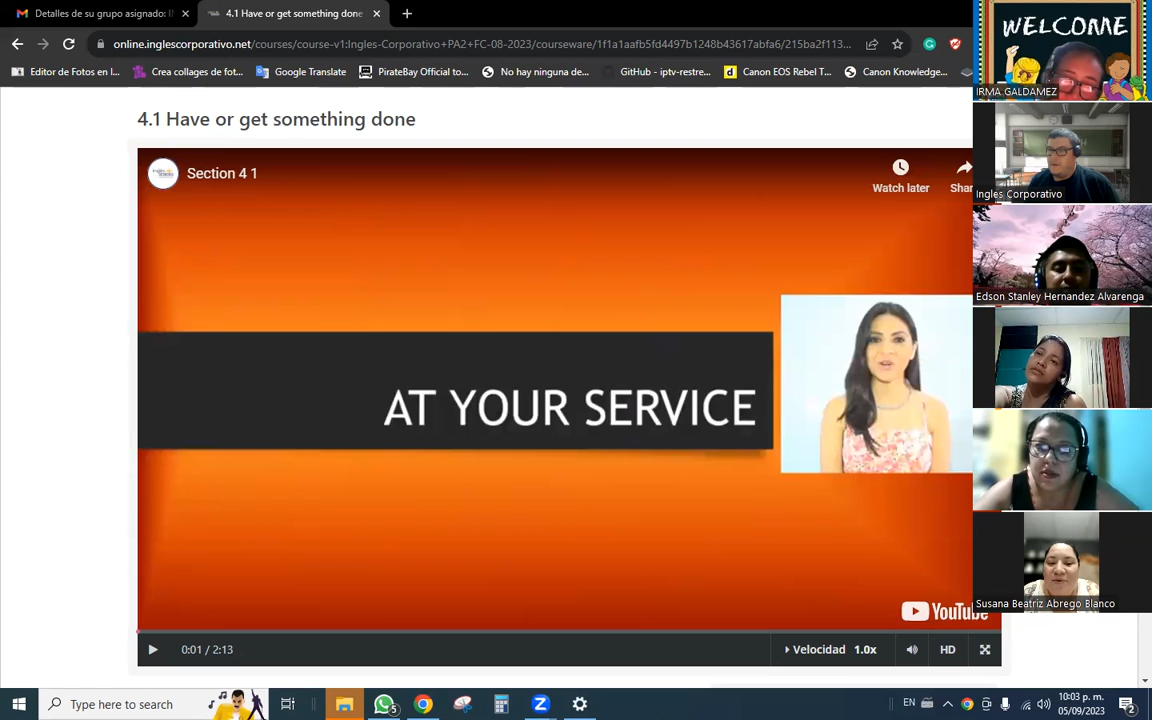 Detalles de su grupo asignado: I
4.1 Have or get something done
online.inglescorporativo.net/courses/course-v1:Ingles-Corporativo+PA2+FC-08-2023/courseware/1f1a1aafb5fd4497b1248b43617abfa6/215ba2f113...
Editor de Fotos en l...
Crea collages de fot...
Google Translate
PirateBay Official to...
No hay ninguna de...
GitHub - iptv-restre...
Canon EOS Rebel T...
Canon Knowledge...
WELCOME
IRMA GALDAMEZ
Ingles Corporativo
Edson Stanley Hernandez Alvarenga
Susana Beatriz Abrego Blanco
4.1 Have or get something done
Section 4 1
Watch later
Shar
AT YOUR SERVICE
YouTube
0:01 / 2:13
Velocidad 1.0x
HD
Type here to search
5
EN
10:03 p. m.
05/09/2023
2